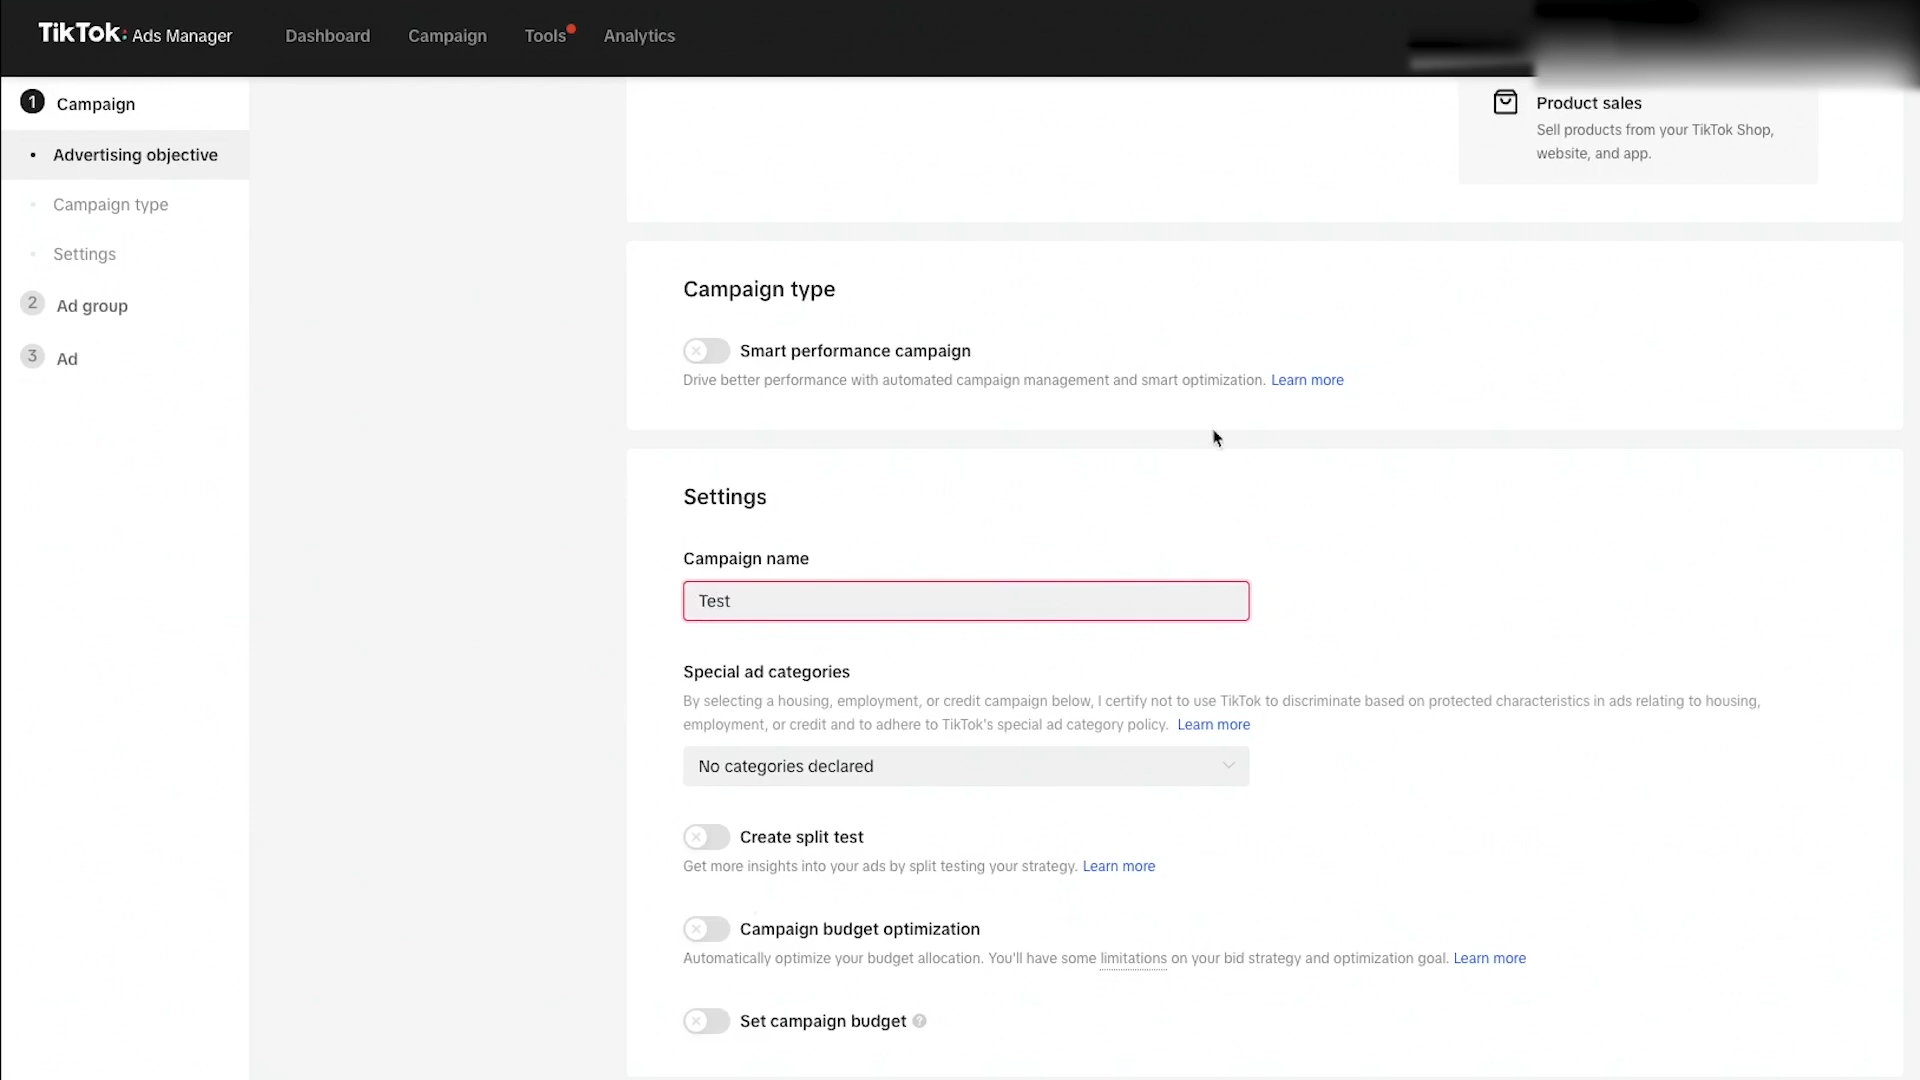 TikTok: Ads Manager
Dashboard
Campaign
Tools
Analytics
1 Campaign
Advertising objective
Campaign type
Settings
2 Ad group
3 Ad
Product sales
Sell products from your TikTok Shop,
website, and app.
Campaign type
Smart performance campaign
Drive better performance with automated campaign management and smart optimization. Learn more
Settings
Campaign name
Test
Special ad categories
By selecting a housing, employment, or credit campaign below, I certify not to use TikTok to discriminate based on protected characteristics in ads relating to housing,
employment, or credit and to adhere to TikTok's special ad category policy. Learn more
No categories declared
Create split test
Get more insights into your ads by split testing your strategy. Learn more
Campaign budget optimization
Automatically optimize your budget allocation. You'll have some limitations on your bid strategy and optimization goal. Learn more
Set campaign budget ?